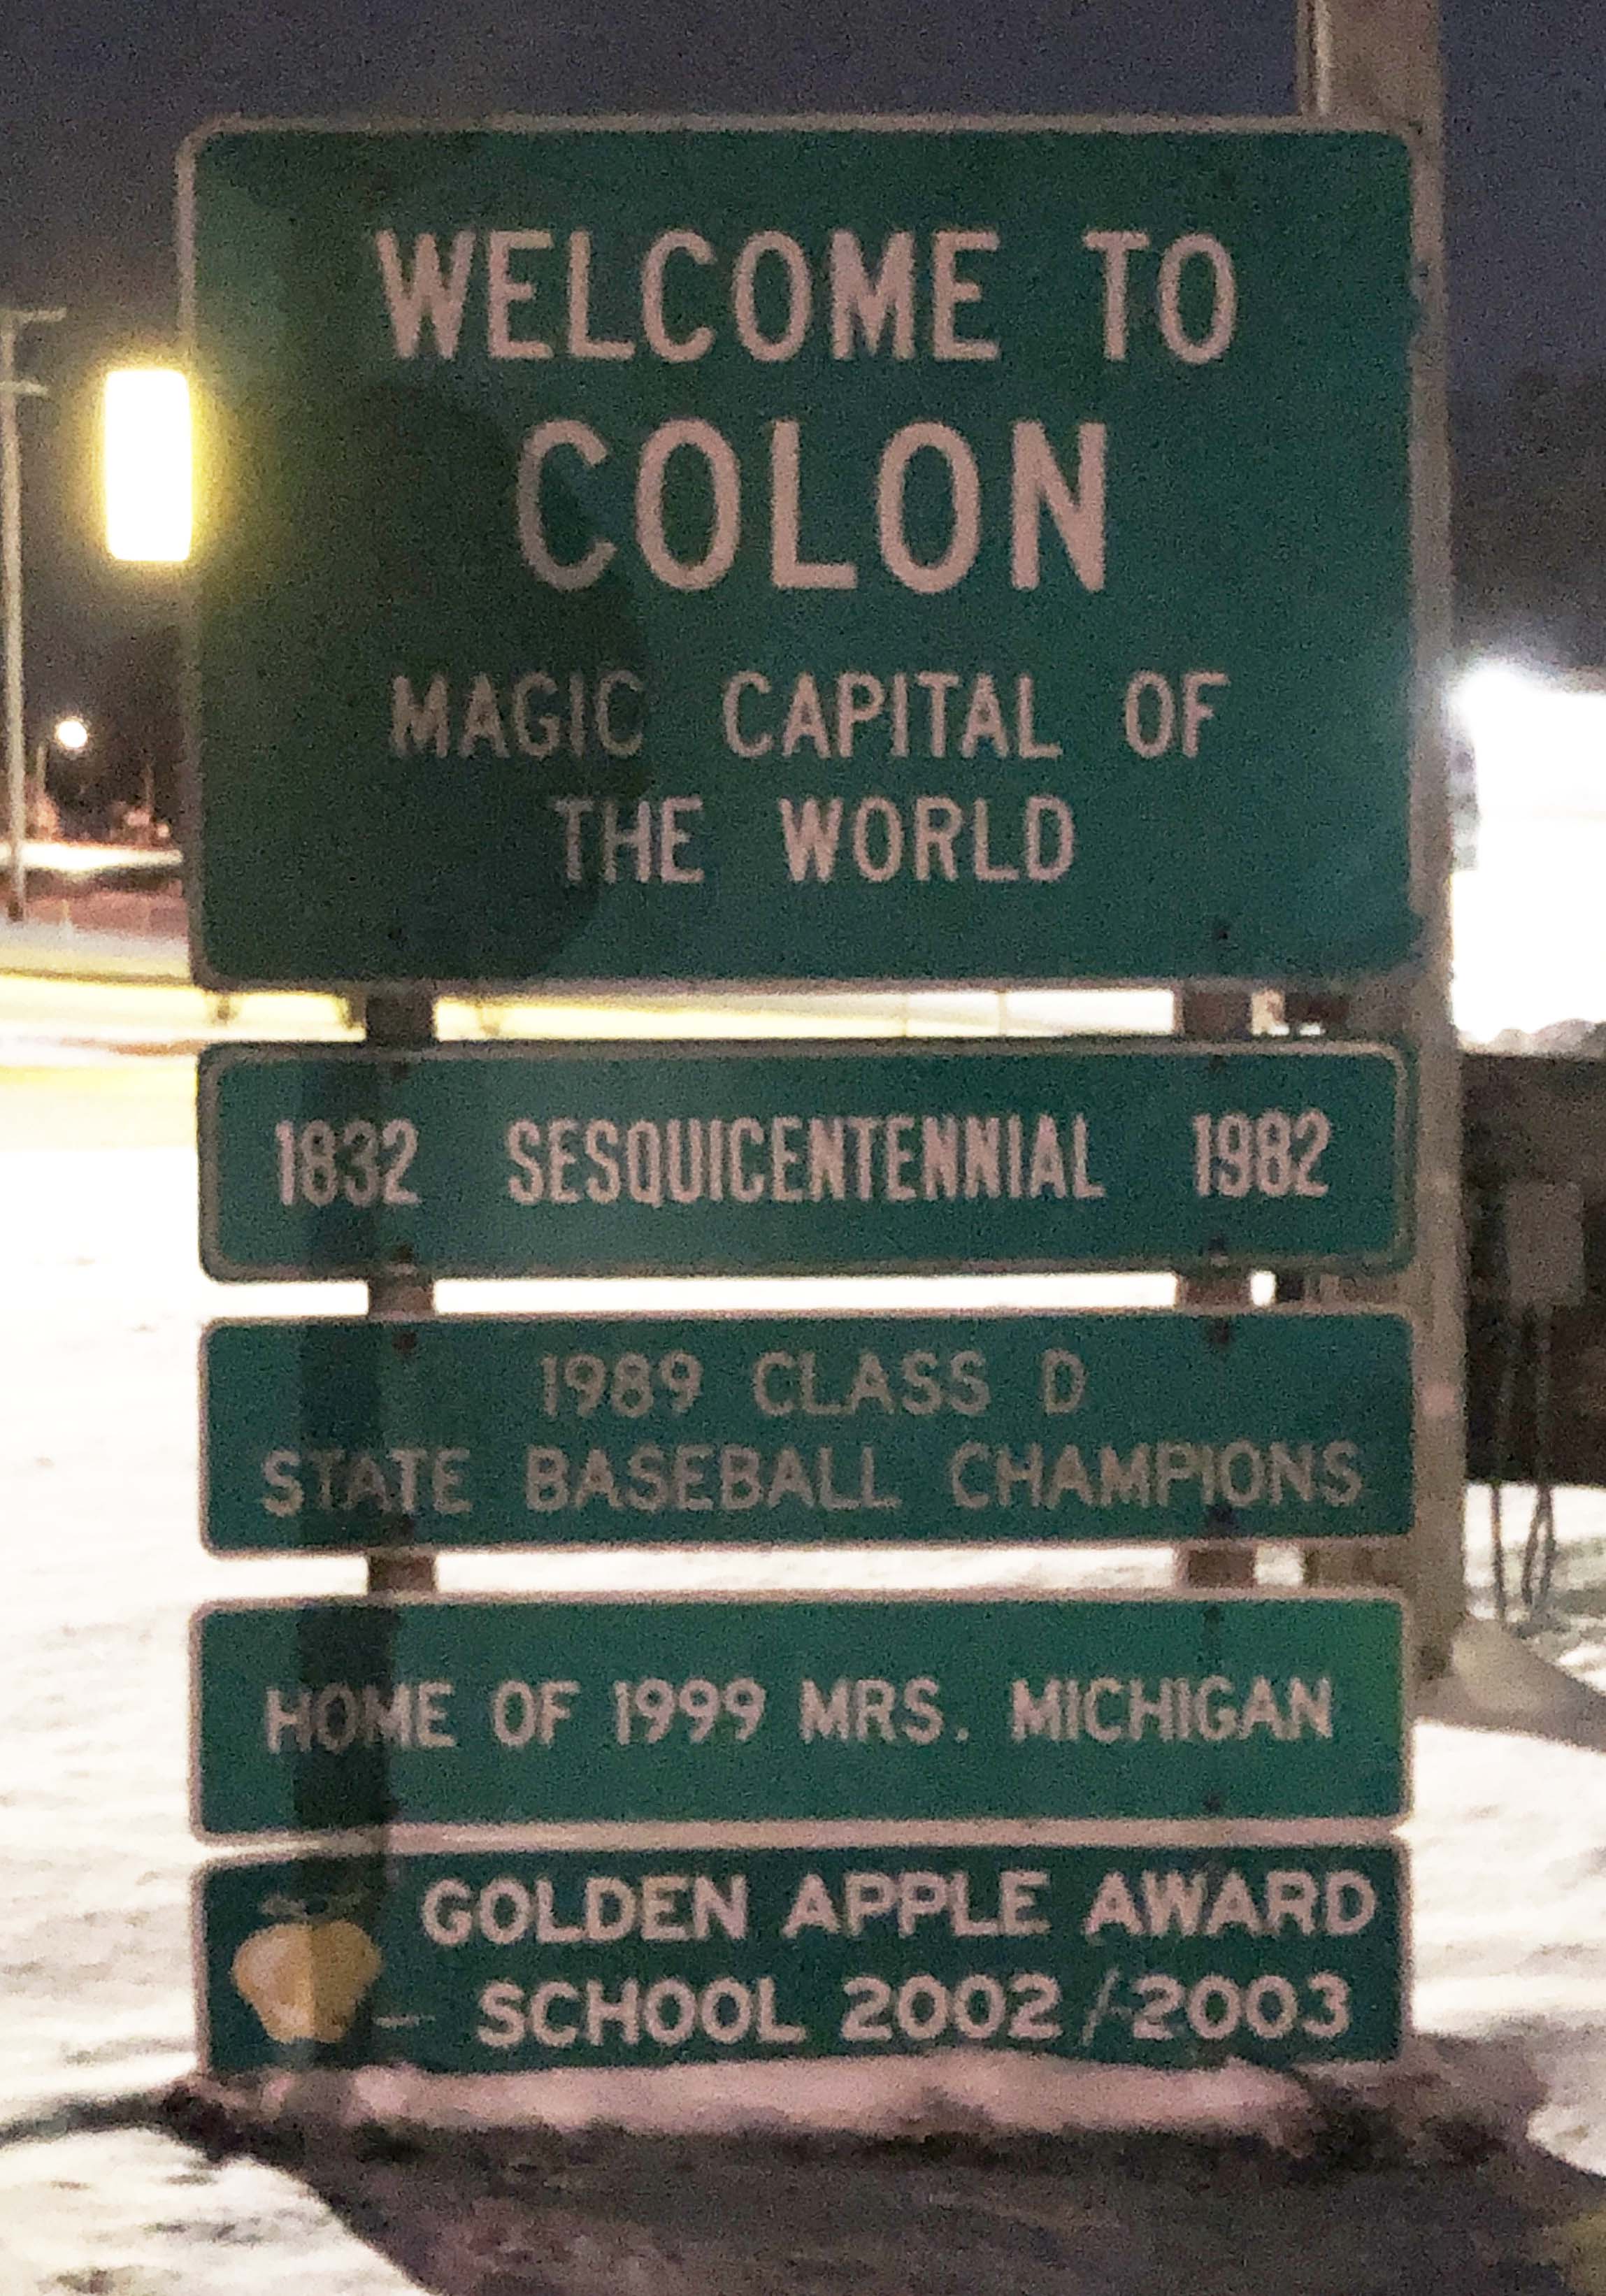 WELCOME TO
COLON
MAGIC CAPITAL OF
THE WORLD
1832 SESQUICENTENNIAL 1982
1989 CLASS D
STATE BASEBALL CHAMPIONS
HOME OF 1999 MRS. MICHIGAN
GOLDEN APPLE AWARD
SCHOOL 2002/2003